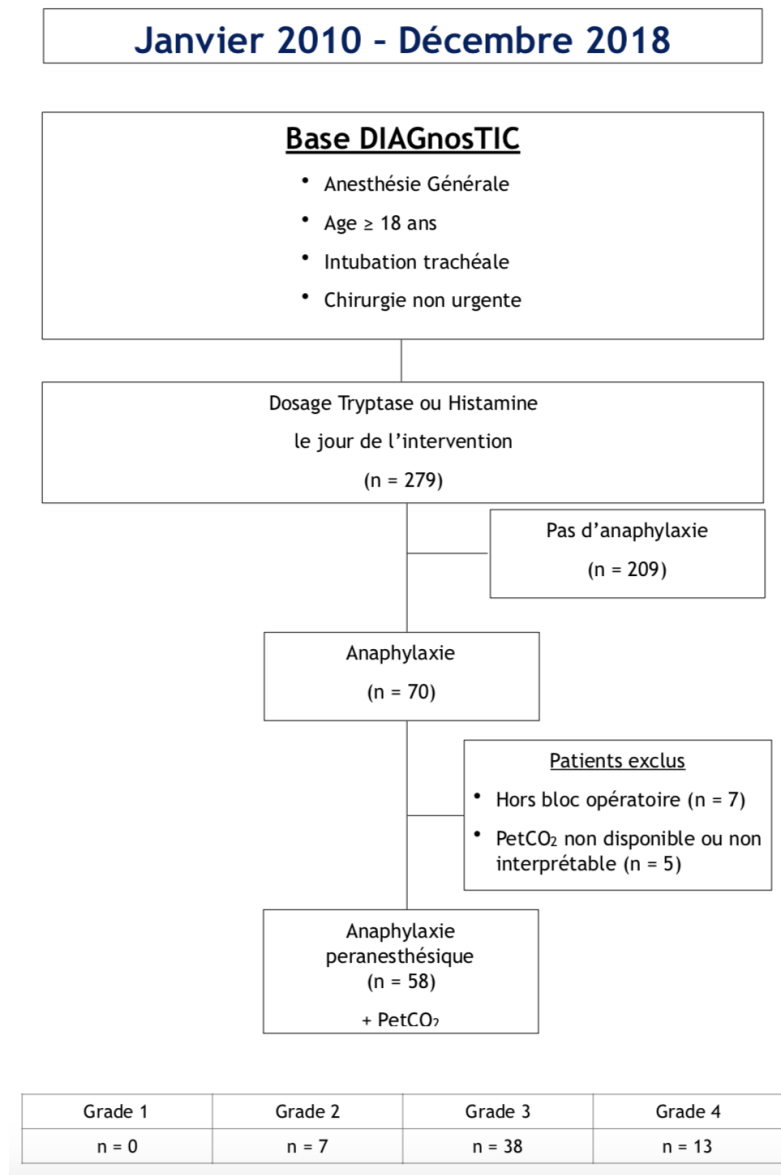 Janvier 2010 – Décembre 2018
Base DIAGnosTIC
• Anesthésie Générale
• Age ≥ 18 ans
• Intubation trachéale
• Chirurgie non urgente
Dosage Tryptase ou Histamine
le jour de l'intervention
(n = 279)
Pas d'anaphylaxie
(n = 209)
Anaphylaxie
(n = 70)
Patients exclus
• Hors bloc opératoire (n = 7)
• PetCO₂ non disponible ou non
interprétable (n = 5)
Anaphylaxie
peranesthésique
(n = 58)
+ PetCO₂
Grade 1 Grade 2 Grade 3 Grade 4
n = 0 n = 7 n = 38 n = 13